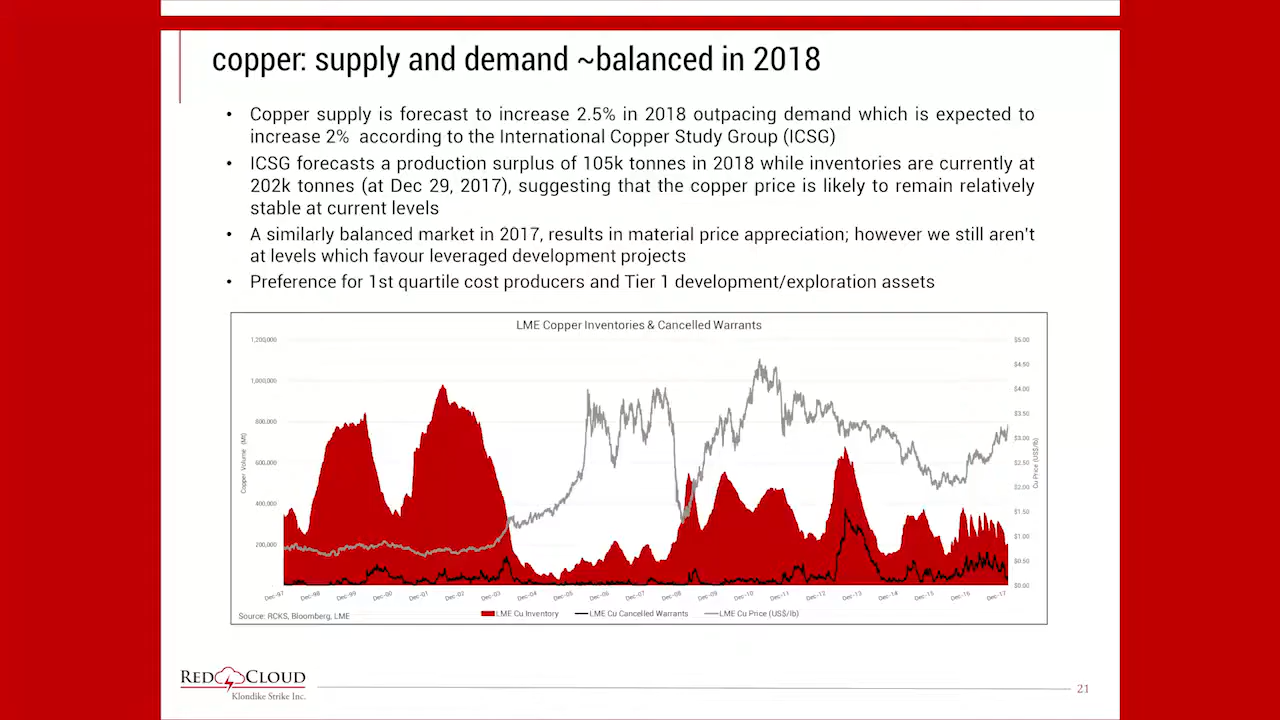 copper: supply and demand ~balanced in 2018
• Copper supply is forecast to increase 2.5% in 2018 outpacing demand which is expected to
increase 2% according to the International Copper Study Group (ICSG)
• ICSG forecasts a production surplus of 105k tonnes in 2018 while inventories are currently at
202k tonnes (at Dec 29, 2017), suggesting that the copper price is likely to remain relatively
stable at current levels
• A similarly balanced market in 2017, results in material price appreciation; however we still aren't
at levels which favour leveraged development projects
• Preference for 1st quartile cost producers and Tier 1 development/exploration assets
LME Copper Inventories & Cancelled Warrants
Copper Volume (Mt)
1,200,000
1,000,000
800,000
600,000
400,000
200,000
-
$5.00
$4.50
$4.00
$3.50
$3.00
$2.50
$2.00
$1.50
$1.00
$0.50
$0.00
Cu Price (US$/lb)
Dec-97 Dec-98 Dec-99 Dec-00 Dec-01 Dec-02 Dec-03 Dec-04 Dec-05 Dec-06 Dec-07 Dec-08 Dec-09 Dec-10 Dec-11 Dec-12 Dec-13 Dec-14 Dec-15 Dec-16 Dec-17
LME Cu Inventory LME Cu Cancelled Warrants LME Cu Price (US$/lb)
Source: RCKS, Bloomberg, LME
RED CLOUD
Klondike Strike Inc.
21